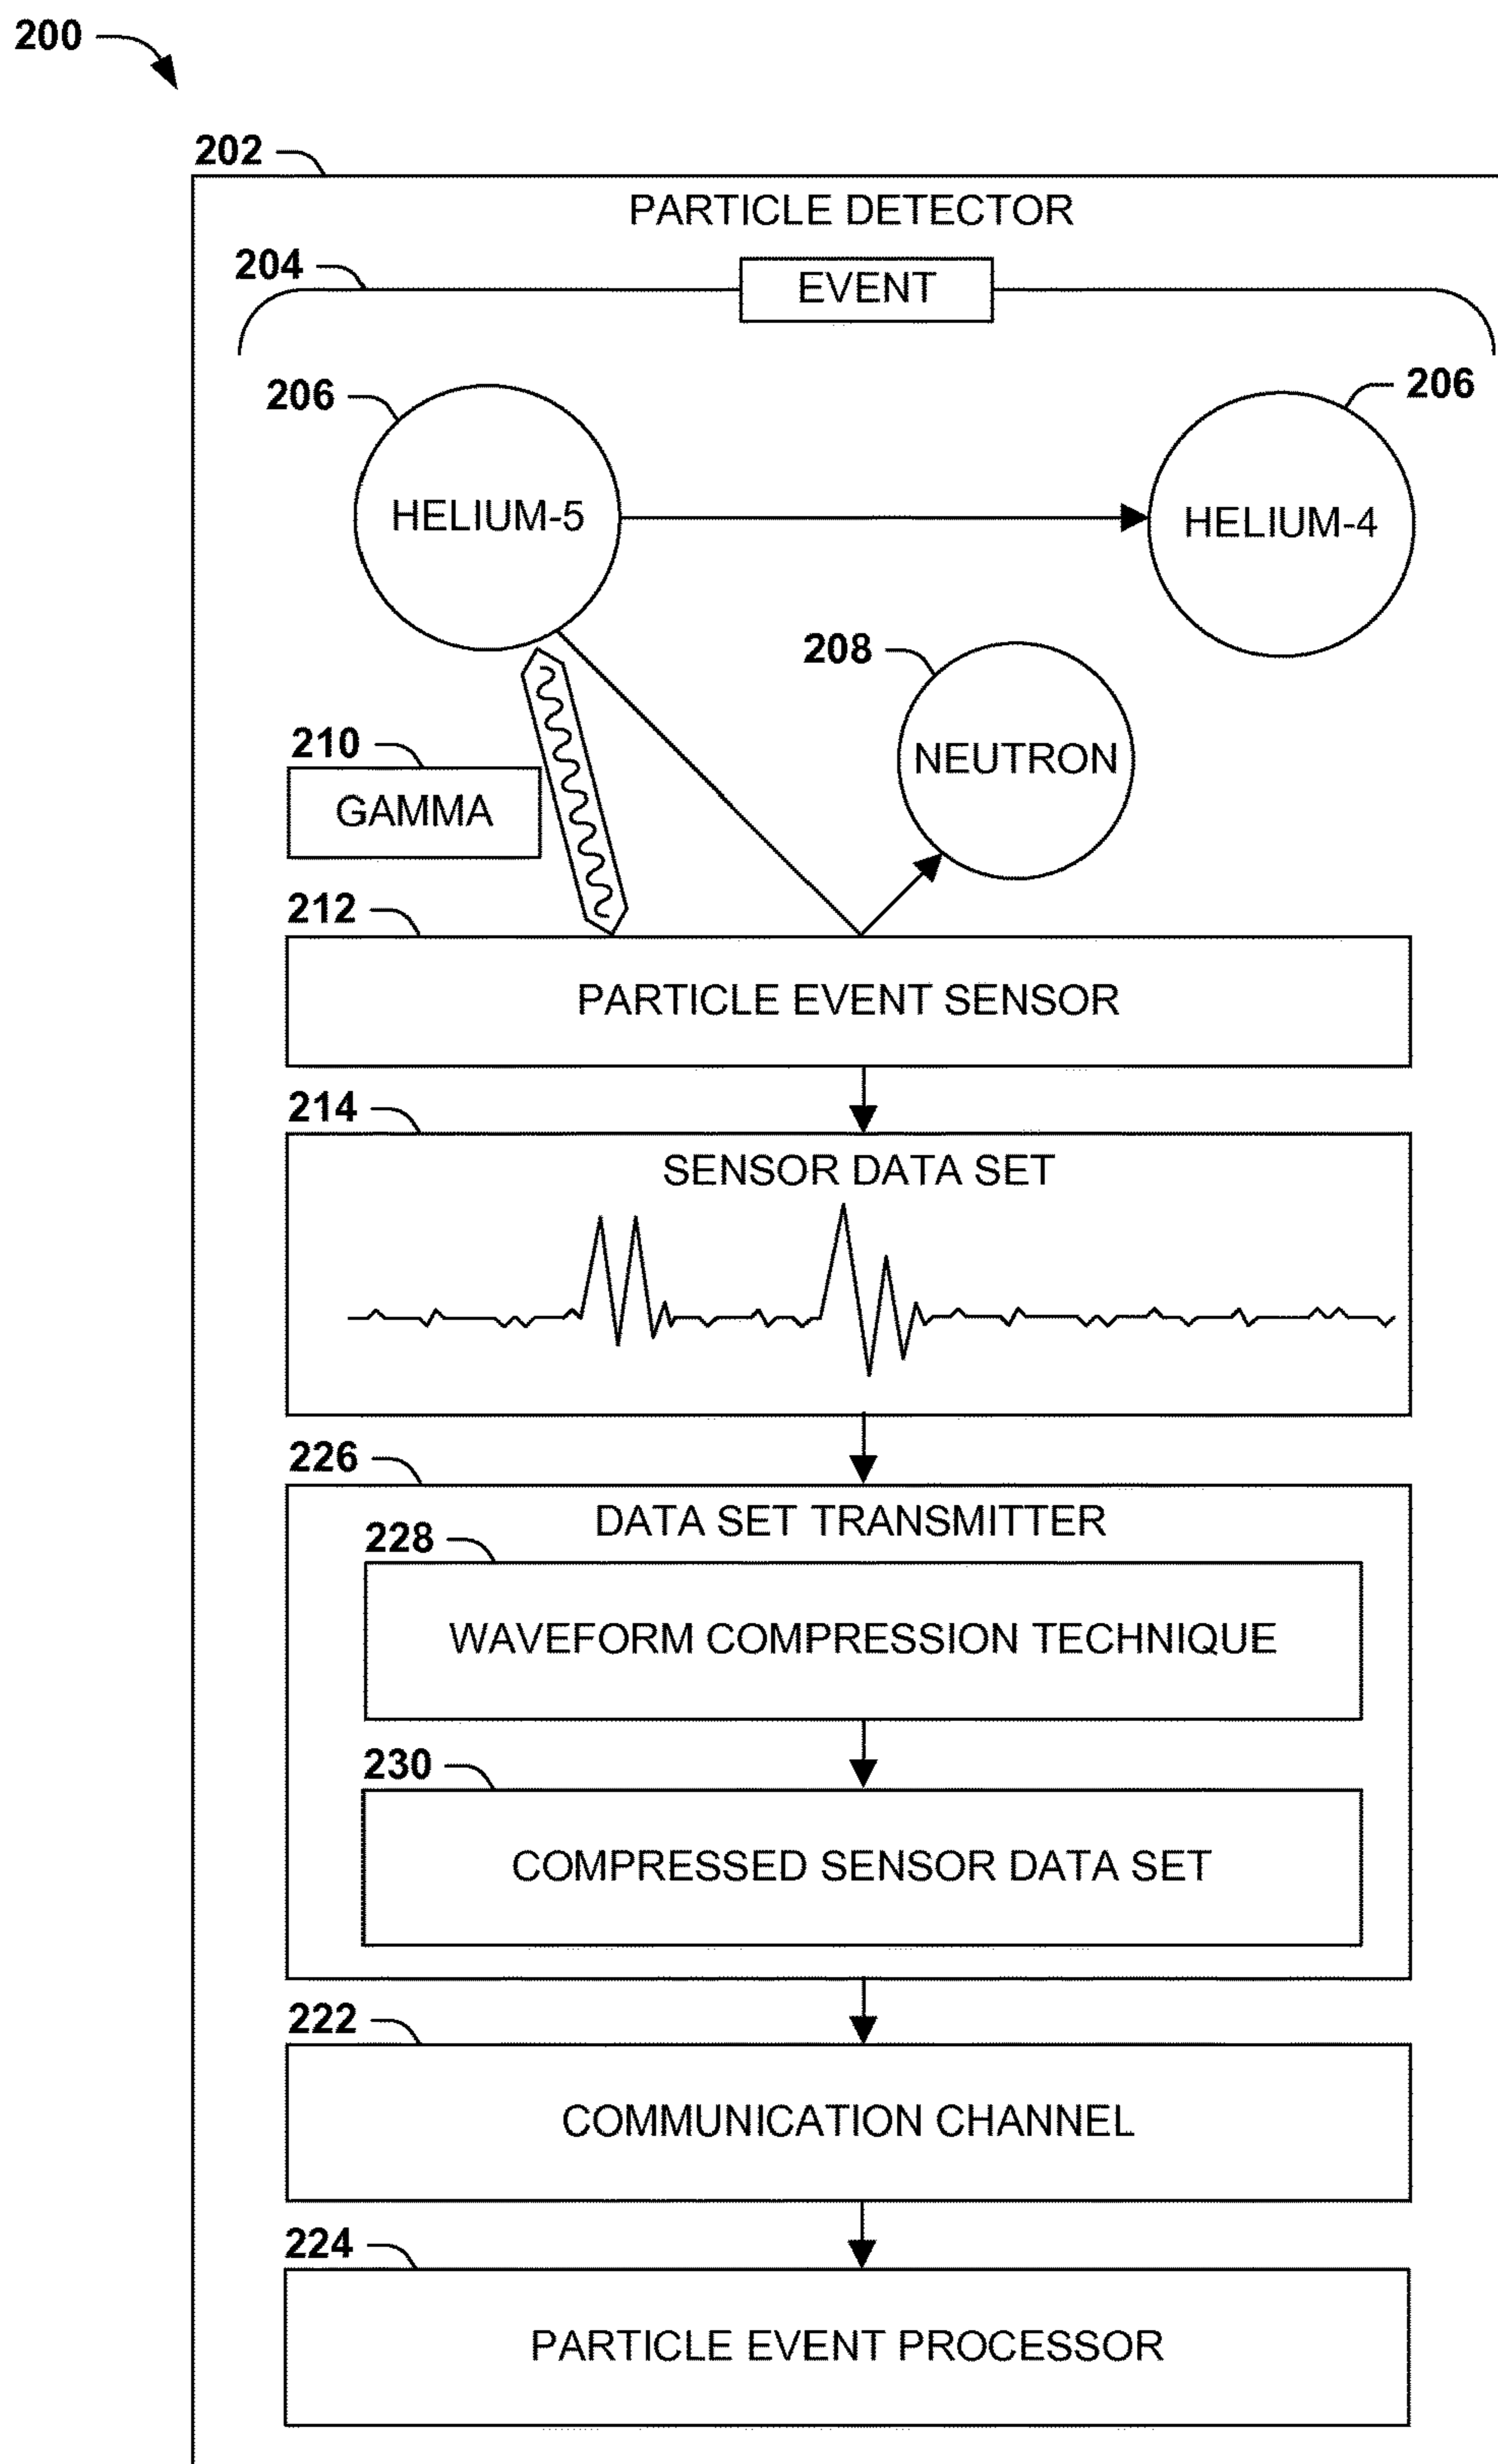 200
202
PARTICLE DETECTOR
204
EVENT
206
206
HELIUM-5
HELIUM-4
208
NEUTRON
210
GAMMA
212
PARTICLE EVENT SENSOR
214
SENSOR DATA SET
226
DATA SET TRANSMITTER
228
WAVEFORM COMPRESSION TECHNIQUE
230
COMPRESSED SENSOR DATA SET
222
COMMUNICATION CHANNEL
224
PARTICLE EVENT PROCESSOR